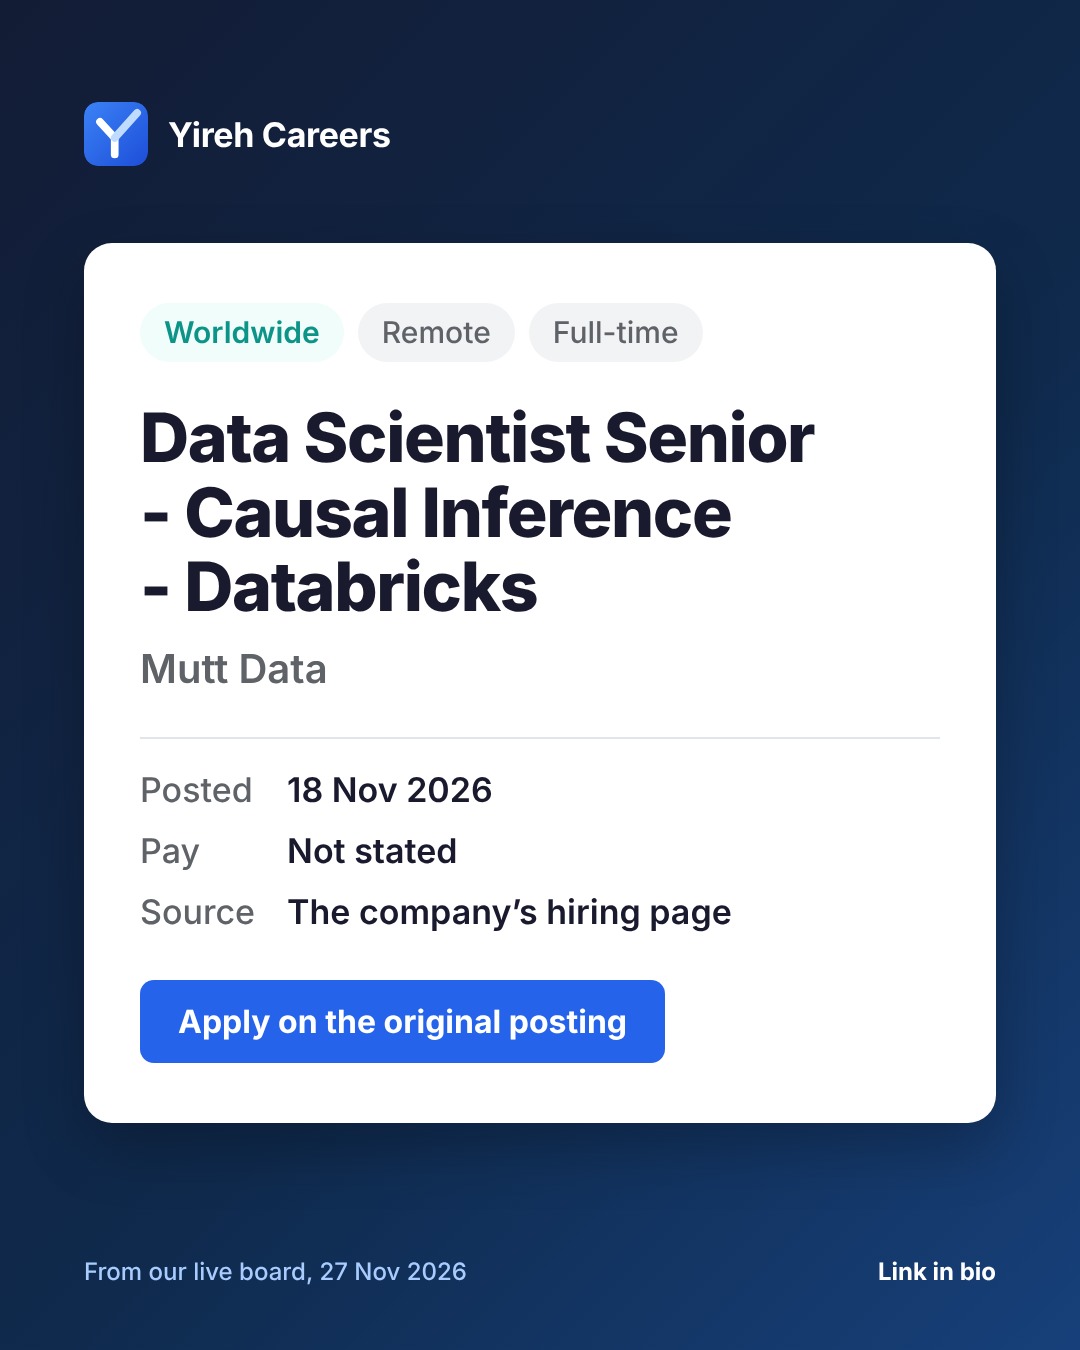 Yireh Careers
Worldwide Remote Full-time
Data Scientist Senior
- Causal Inference
- Databricks
Mutt Data
Posted 18 Nov 2026
Pay Not stated
Source The company’s hiring page
Apply on the original posting
From our live board, 27 Nov 2026 Link in bio